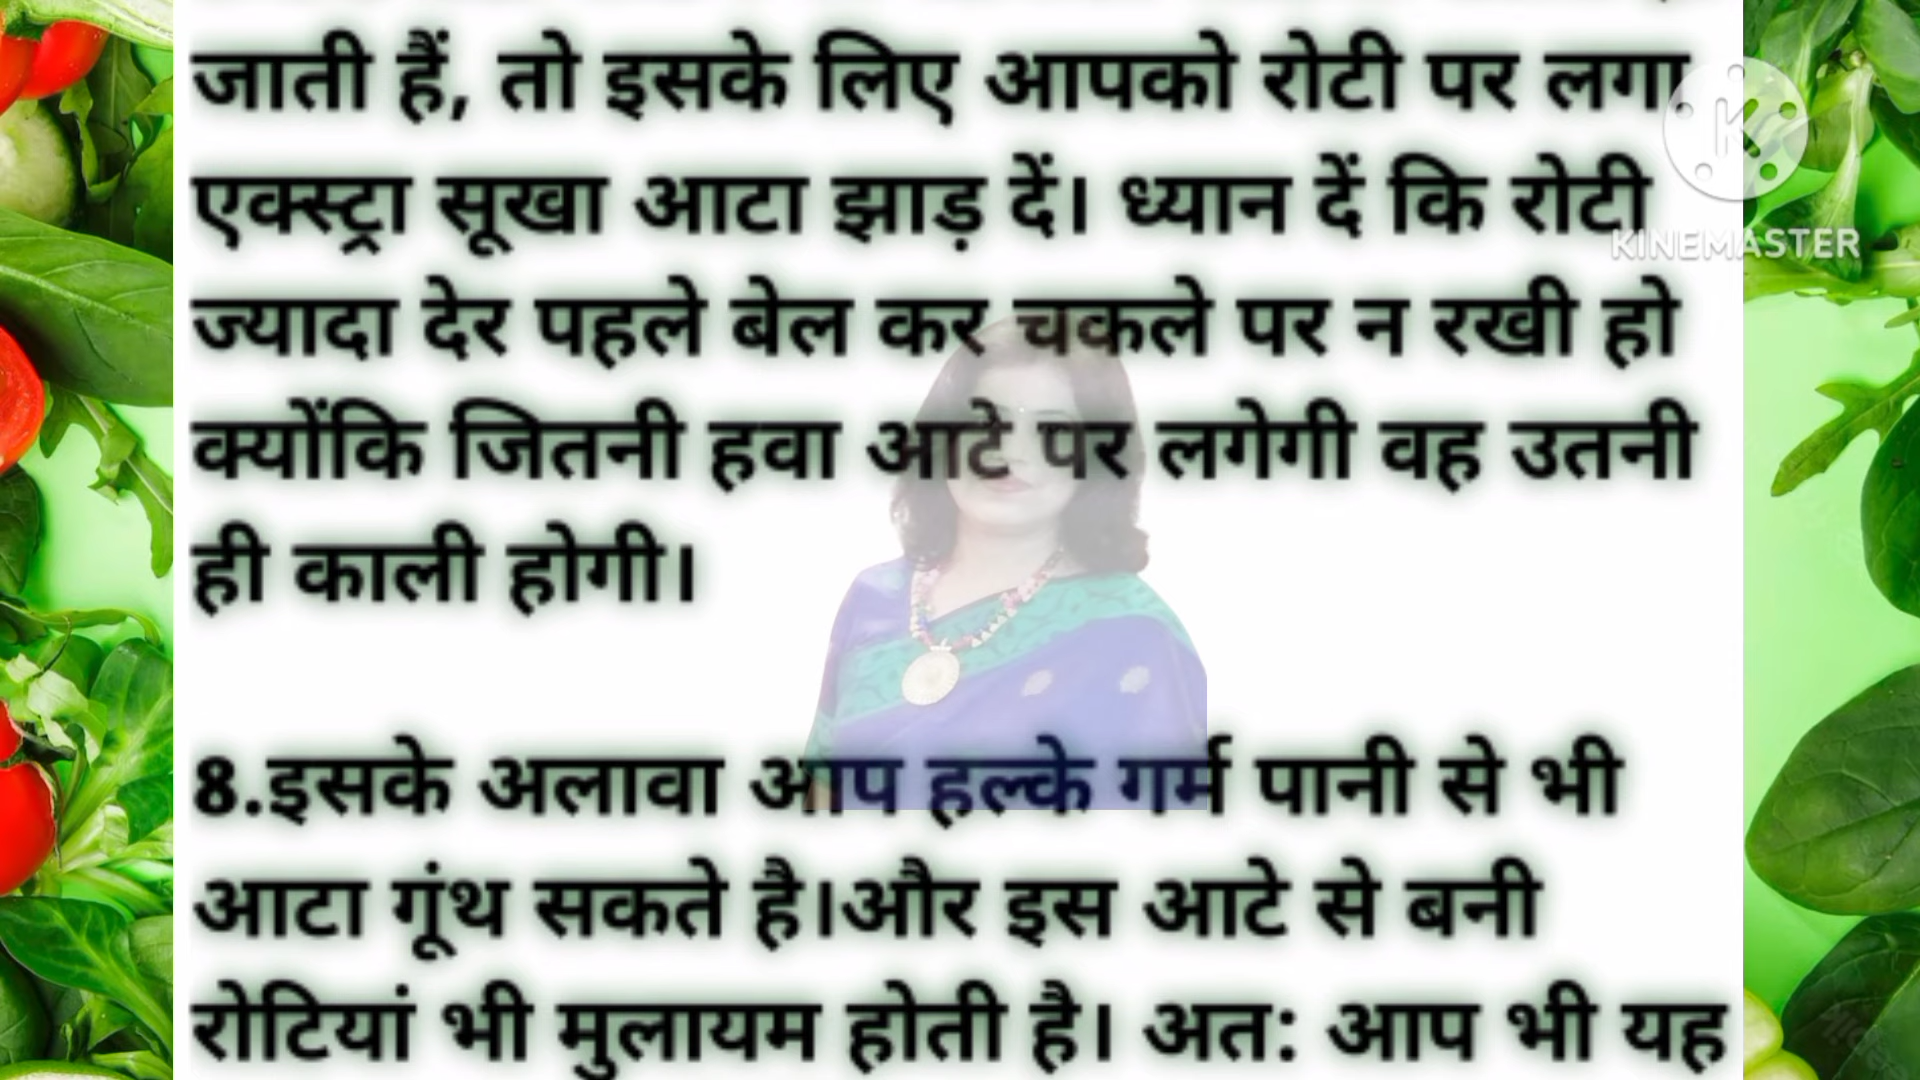 जाती हैं, तो इसके लिए आपको रोटी पर लगा
एक्स्ट्रा सूखा आटा झाड़ दें। ध्यान दें कि रोटी
ज्यादा देर पहले बेल कर चकले पर न रखी हो
क्योंकि जितनी हवा आटे पर लगेगी वह उतनी
ही काली होगी।
8.इसके अलावा आप हल्के गर्म पानी से भी
आटा गूंथ सकते है।और इस आटे से बनी
रोटियां भी मुलायम होती है। अत: आप भी यह
K
KINEMASTER